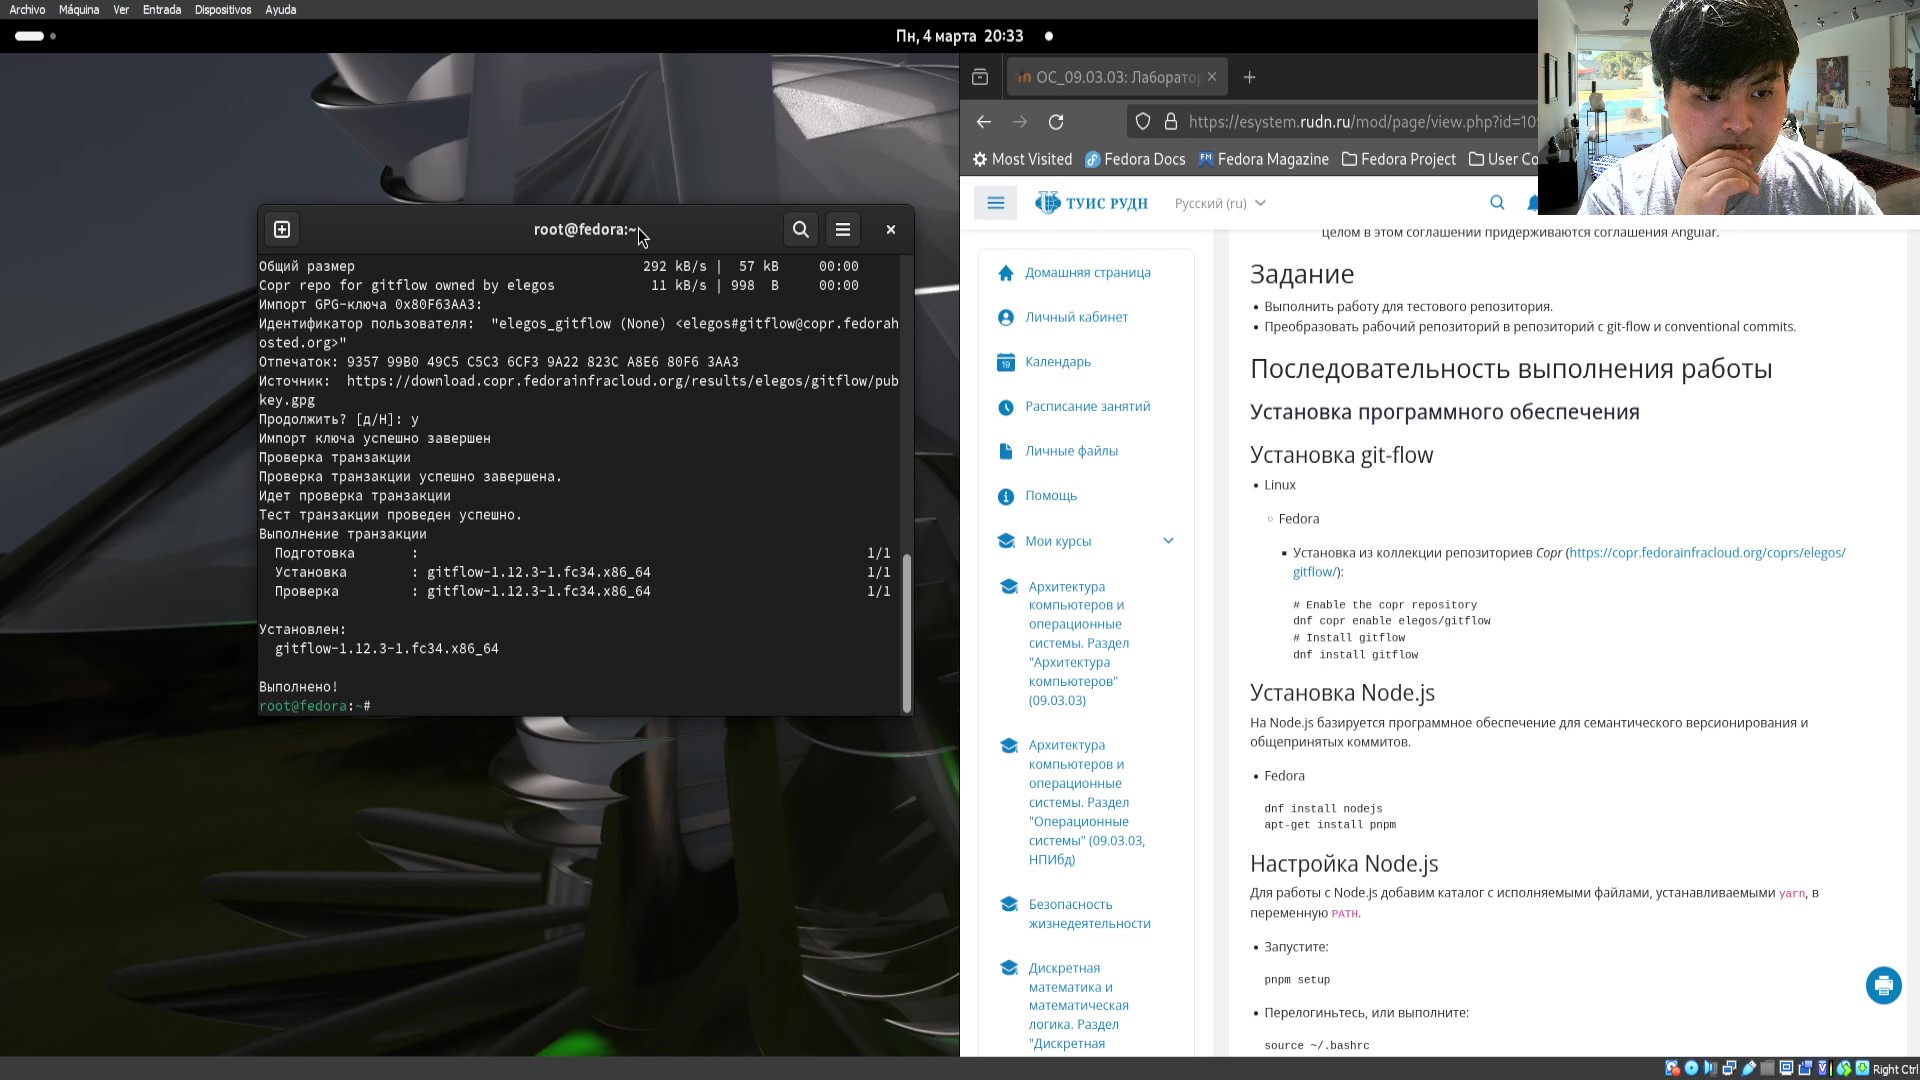 Archivo Máquina Ver Entrada Dispositivos Ayuda
Пн, 4 марта 20:33
root@fedora:~
Общий размер 292 kB/s | 57 kB 00:00
Copr repo for gitflow owned by elegos 11 kB/s | 998 B 00:00
Импорт GPG-ключа 0x80F63AA3:
Идентификатор пользователя: "elegos_gitflow (None) <elegos#gitflow@copr.fedorah
osted.org>"
Отпечаток: 9357 99B0 49C5 C5C3 6CF3 9A22 823C A8E6 80F6 3AA3
Источник: https://download.copr.fedorainfracloud.org/results/elegos/gitflow/pub
key.gpg
Продолжить? [д/Н]: y
Импорт ключа успешно завершен
Проверка транзакции
Проверка транзакции успешно завершена.
Идет проверка транзакции
Тест транзакции проведен успешно.
Выполнение транзакции
Подготовка : 1/1
Установка : gitflow-1.12.3-1.fc34.x86_64 1/1
Проверка : gitflow-1.12.3-1.fc34.x86_64 1/1
Установлен:
gitflow-1.12.3-1.fc34.x86_64
Выполнено!
root@fedora:~#
ОС_09.03.03: Лаборатор
https://esystem.rudn.ru/mod/page/view.php?id=10
Most Visited Fedora Docs Fedora Magazine Fedora Project User Co
ТУИС РУДН Русский (ru)
Домашняя страница
Личный кабинет
19 Календарь
Расписание занятий
Личные файлы
Помощь
Мои курсы
Архитектура
компьютеров и
операционные
системы. Раздел
"Архитектура
компьютеров"
(09.03.03)
Архитектура
компьютеров и
операционные
системы. Раздел
"Операционные
системы" (09.03.03,
НПИбд)
Безопасность
жизнедеятельности
Дискретная
математика и
математическая
логика. Раздел
"Дискретная
целом в этом соглашении придерживаются соглашения Angular.
Задание
• Выполнить работу для тестового репозитория.
• Преобразовать рабочий репозиторий в репозиторий с git-flow и conventional commits.
Последовательность выполнения работы
Установка программного обеспечения
Установка git-flow
• Linux
◦ Fedora
▪ Установка из коллекции репозиториев Copr (https://copr.fedorainfracloud.org/coprs/elegos/
gitflow/):
# Enable the copr repository
dnf copr enable elegos/gitflow
# Install gitflow
dnf install gitflow
Установка Node.js
На Node.js базируется программное обеспечение для семантического версионирования и
общепринятых коммитов.
• Fedora
dnf install nodejs
apt-get install pnpm
Настройка Node.js
Для работы с Node.js добавим каталог с исполняемыми файлами, устанавливаемыми yarn, в
переменную PATH.
• Запустите:
pnpm setup
• Перелогиньтесь, или выполните:
source ~/.bashrc
Right Ctrl